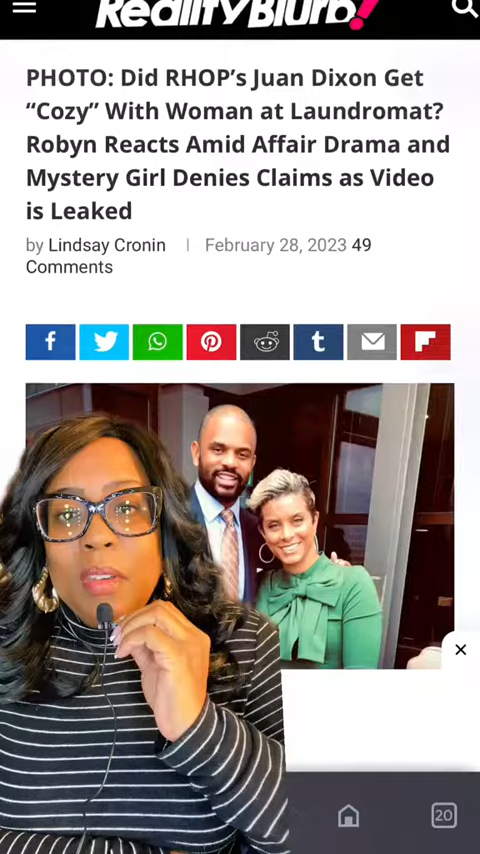 RealityBlurb!
PHOTO: Did RHOP’s Juan Dixon Get
“Cozy” With Woman at Laundromat?
Robyn Reacts Amid Affair Drama and
Mystery Girl Denies Claims as Video
is Leaked
by Lindsay Cronin | February 28, 2023 49
Comments
20